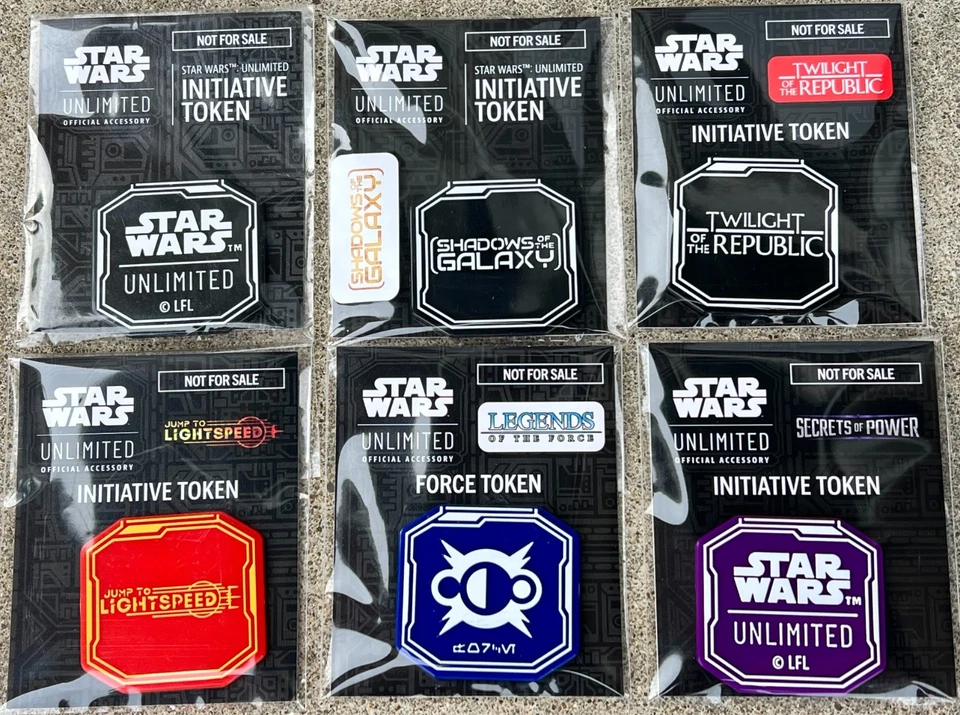 NOT FOR SALE
STAR
WARS
UNLIMITED
OFFICIAL ACCESSORY
STAR WARS™: UNLIMITED
INITIATIVE
TOKEN
STAR
WARS™
UNLIMITED
© LFL
NOT FOR SALE
STAR
WARS
UNLIMITED
OFFICIAL ACCESSORY
STAR WARS™: UNLIMITED
INITIATIVE
TOKEN
SHADOWS OF THE
GALAXY
SHADOWS OF THE
GALAXY
NOT FOR SALE
STAR
WARS
UNLIMITED
OFFICIAL ACCESSORY
TWILIGHT
OF THE REPUBLIC
INITIATIVE TOKEN
TWILIGHT
OF THE REPUBLIC
NOT FOR SALE
STAR
WARS
UNLIMITED
OFFICIAL ACCESSORY
JUMP TO
LIGHTSPEED
INITIATIVE TOKEN
JUMP TO
LIGHTSPEED
NOT FOR SALE
STAR
WARS
UNLIMITED
OFFICIAL ACCESSORY
LEGENDS
OF THE FORCE
FORCE TOKEN
NOT FOR SALE
STAR
WARS
UNLIMITED
OFFICIAL ACCESSORY
SECRETS OF POWER
INITIATIVE TOKEN
STAR
WARS™
UNLIMITED
© LFL